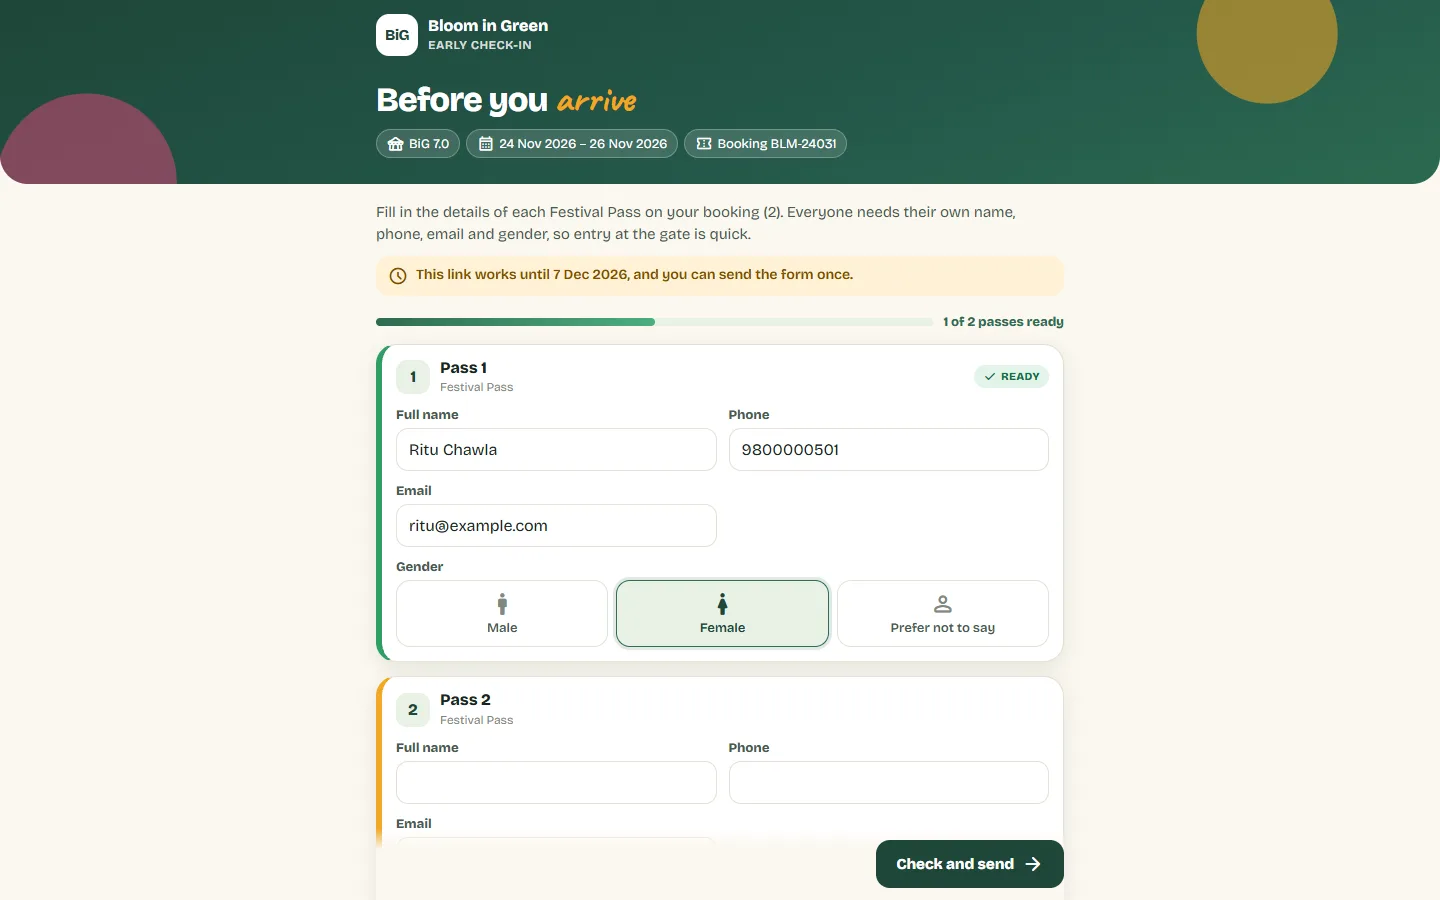 BiG
Bloom in Green
EARLY CHECK-IN
Before you arrive
BiG 7.0
24 Nov 2026 – 26 Nov 2026
Booking BLM-24031
Fill in the details of each Festival Pass on your booking (2). Everyone needs their own name,
phone, email and gender, so entry at the gate is quick.
This link works until 7 Dec 2026, and you can send the form once.
1 of 2 passes ready
1
Pass 1
Festival Pass
READY
Full name
Phone
Ritu Chawla
9800000501
Email
ritu@example.com
Gender
Male
Female
Prefer not to say
2
Pass 2
Festival Pass
Full name
Phone
Email
Check and send